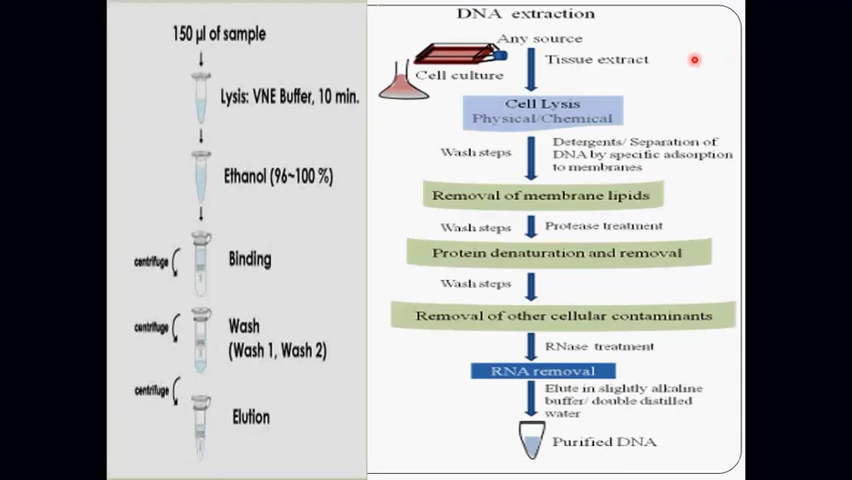 150 µl of sample
Lysis: VNE Buffer, 10 min.
Ethanol (96~100 %)
centrifuge
Binding
centrifuge
Wash
(Wash 1, Wash 2)
centrifuge
Elution
DNA extraction
Any source
Cell culture
Tissue extract
Cell Lysis
Physical/Chemical
Wash steps
Detergents/ Separation of
DNA by specific adsorption
to membranes
Removal of membrane lipids
Wash steps
Protease treatment
Protein denaturation and removal
Wash steps
Removal of other cellular contaminants
RNase treatment
RNA removal
Elute in slightly alkaline
buffer/ double distilled
water
Purified DNA